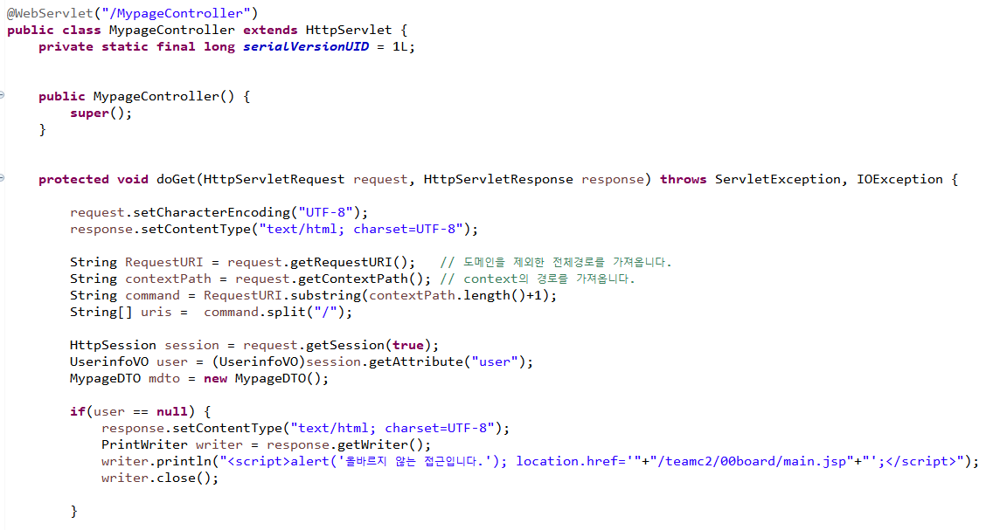 @WebServlet("/MypageController")
public class MypageController extends HttpServlet {
    private static final long serialVersionUID = 1L;
    public MypageController() {
        super();
    }
    protected void doGet(HttpServletRequest request, HttpServletResponse response) throws ServletException, IOException {
        request.setCharacterEncoding("UTF-8");
        response.setContentType("text/html; charset=UTF-8");
        String RequestURI = request.getRequestURI();   // 도메인을 제외한 전체경로를 가져옵니다.
        String contextPath = request.getContextPath(); // context의 경로를 가져옵니다.
        String command = RequestURI.substring(contextPath.length()+1);
        String[] uris =  command.split("/");
        HttpSession session = request.getSession(true);
        UserinfoVO user = (UserinfoVO)session.getAttribute("user");
        MypageDTO mdto = new MypageDTO();
        if(user == null) {
            response.setContentType("text/html; charset=UTF-8");
            PrintWriter writer = response.getWriter();
            writer.println("<script>alert('올바르지 않는 접근입니다.'); location.href='"+"/teamc2/00board/main.jsp"+"';</script>");
            writer.close();
        }